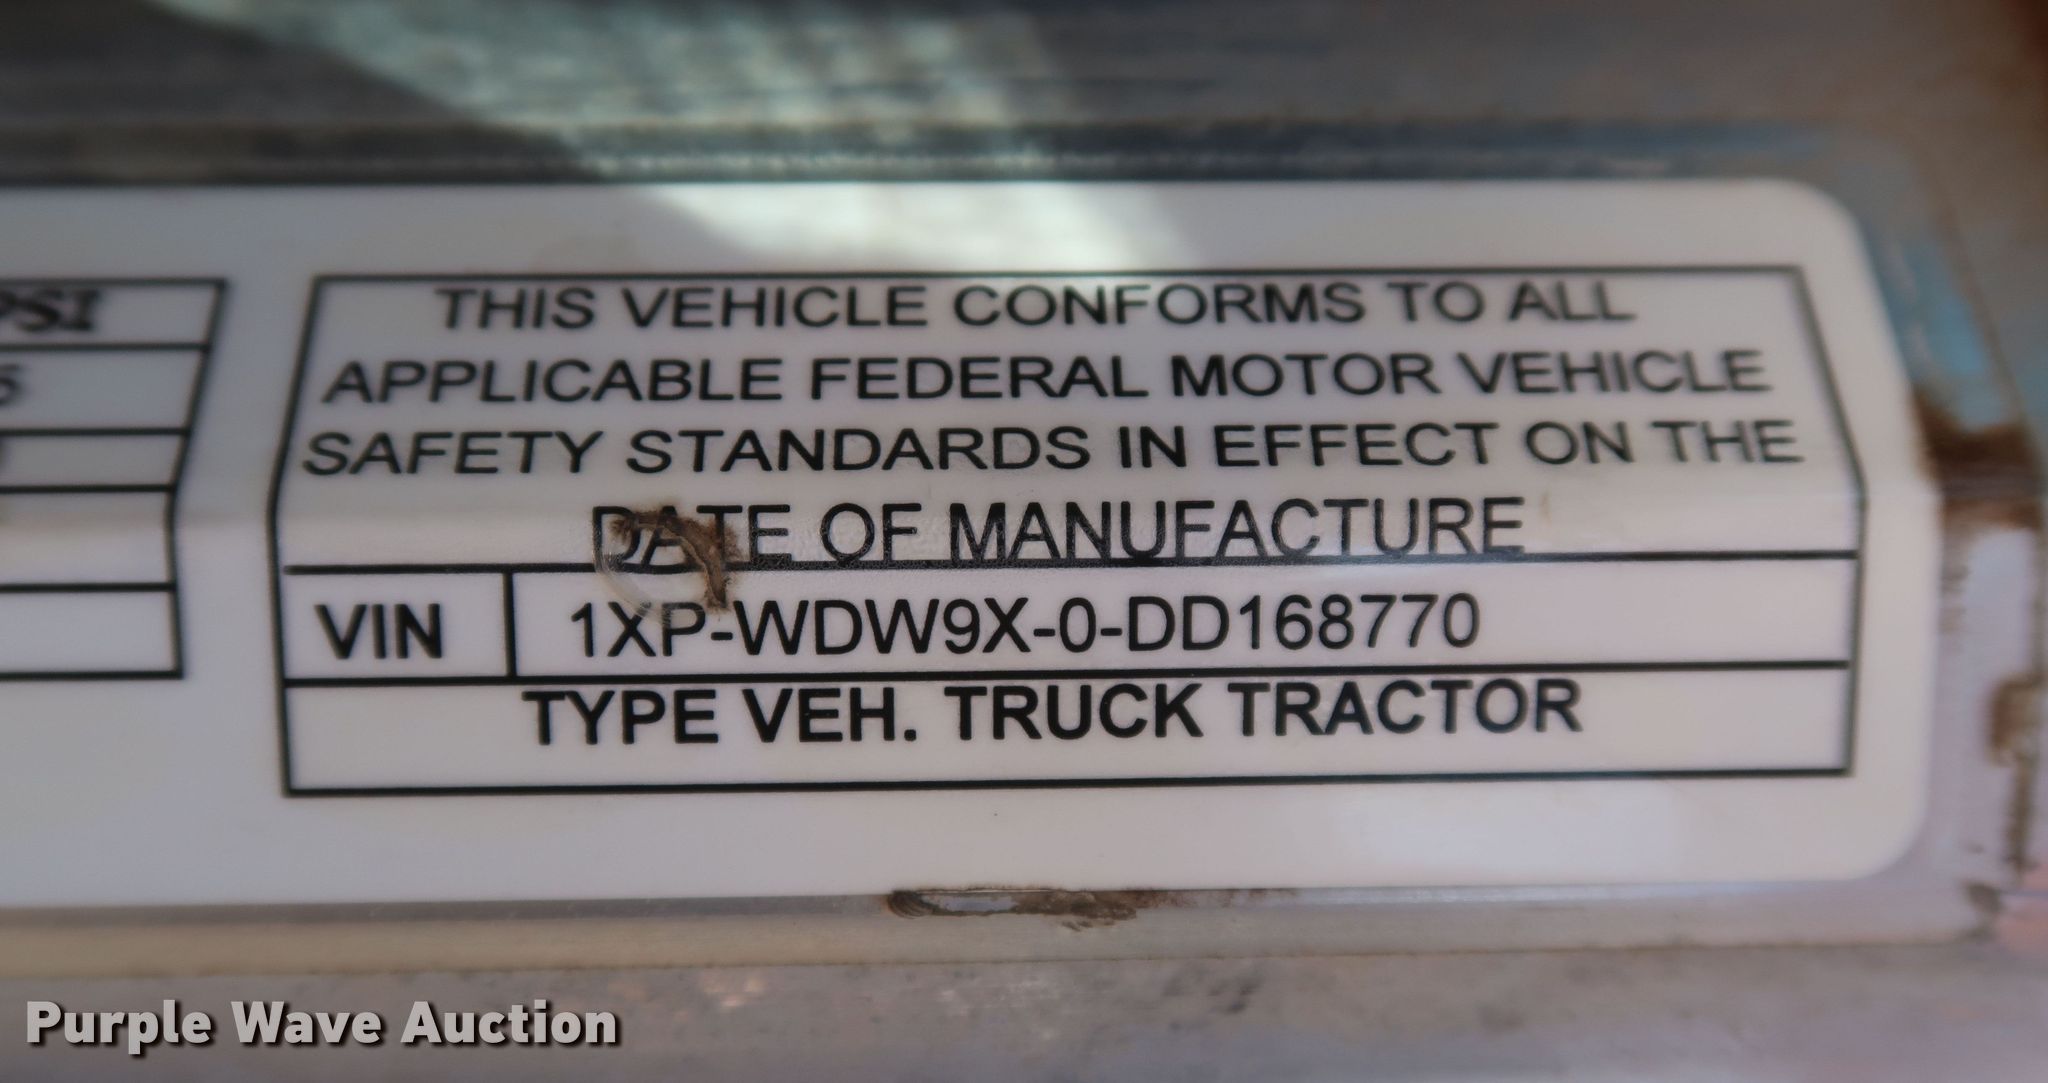 PSI
THIS VEHICLE CONFORMS TO ALL
APPLICABLE FEDERAL MOTOR VEHICLE
SAFETY STANDARDS IN EFFECT ON THE
DATE OF MANUFACTURE
VIN 1XP-WDW9X-0-DD168770
TYPE VEH. TRUCK TRACTOR
Purple Wave Auction